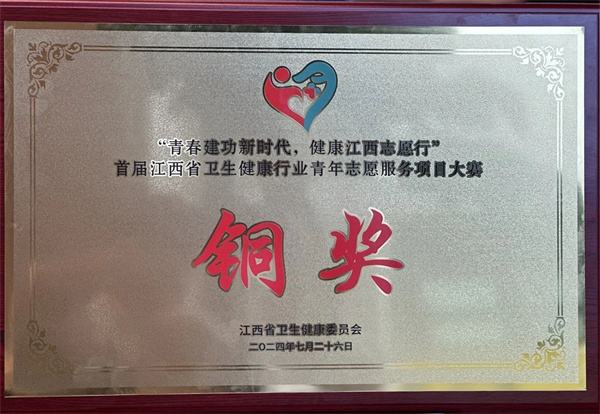 “青春建功新时代，健康江西志愿行”
首届江西省卫生健康行业青年志愿服务项目大赛
铜奖
江西省卫生健康委员会
二〇二四年七月二十六日